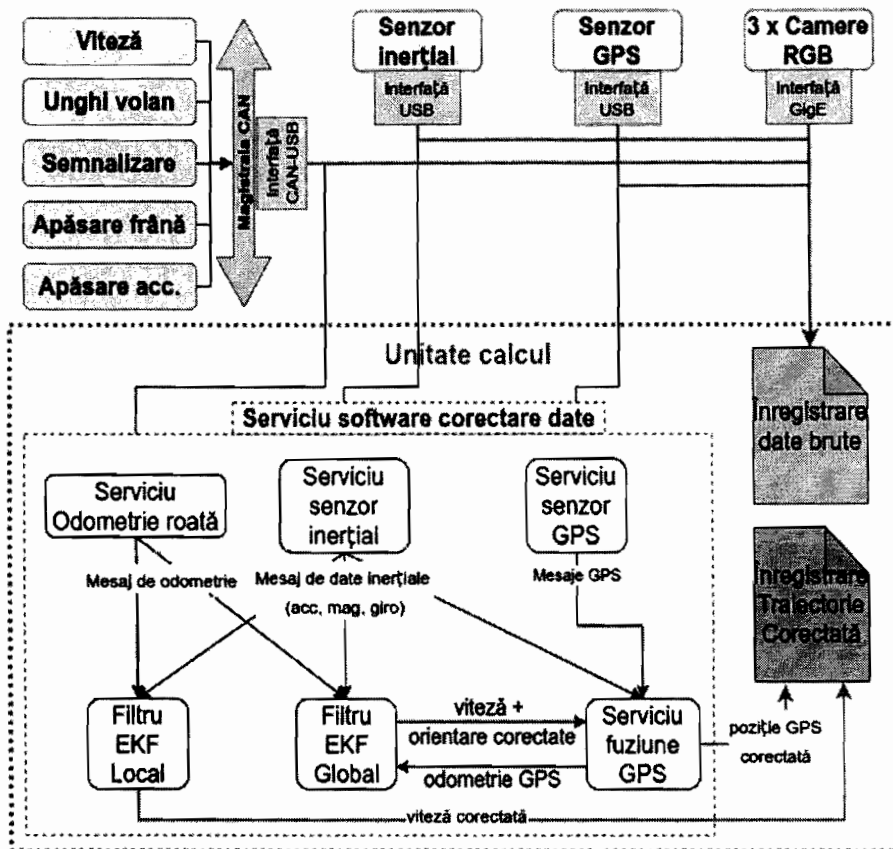 Viteză
Unghi volan
Semnalizare
Apăsare frână
Apăsare acc.
Magistrala CAN
Interfață
CAN-USB
Senzor
inerțial
Interfață
USB
Senzor
GPS
Interfață
USB
3 x Camere
RGB
Interfață
GigE
Unitate calcul
Serviciu software corectare date
Înregistrare
date brute
Serviciu
Odometrie roată
Serviciu
senzor
inerțial
Serviciu
senzor
GPS
Mesaj de odometrie
Mesaj de date inerțiale
(acc, mag, giro)
Mesaje GPS
Înregistrare
Traiectorie
Corectată
Filtru
EKF
Local
Filtru
EKF
Global
viteză +
orientare corectate
odometrie GPS
Serviciu
fuziune
GPS
poziție GPS
corectată
viteză corectată